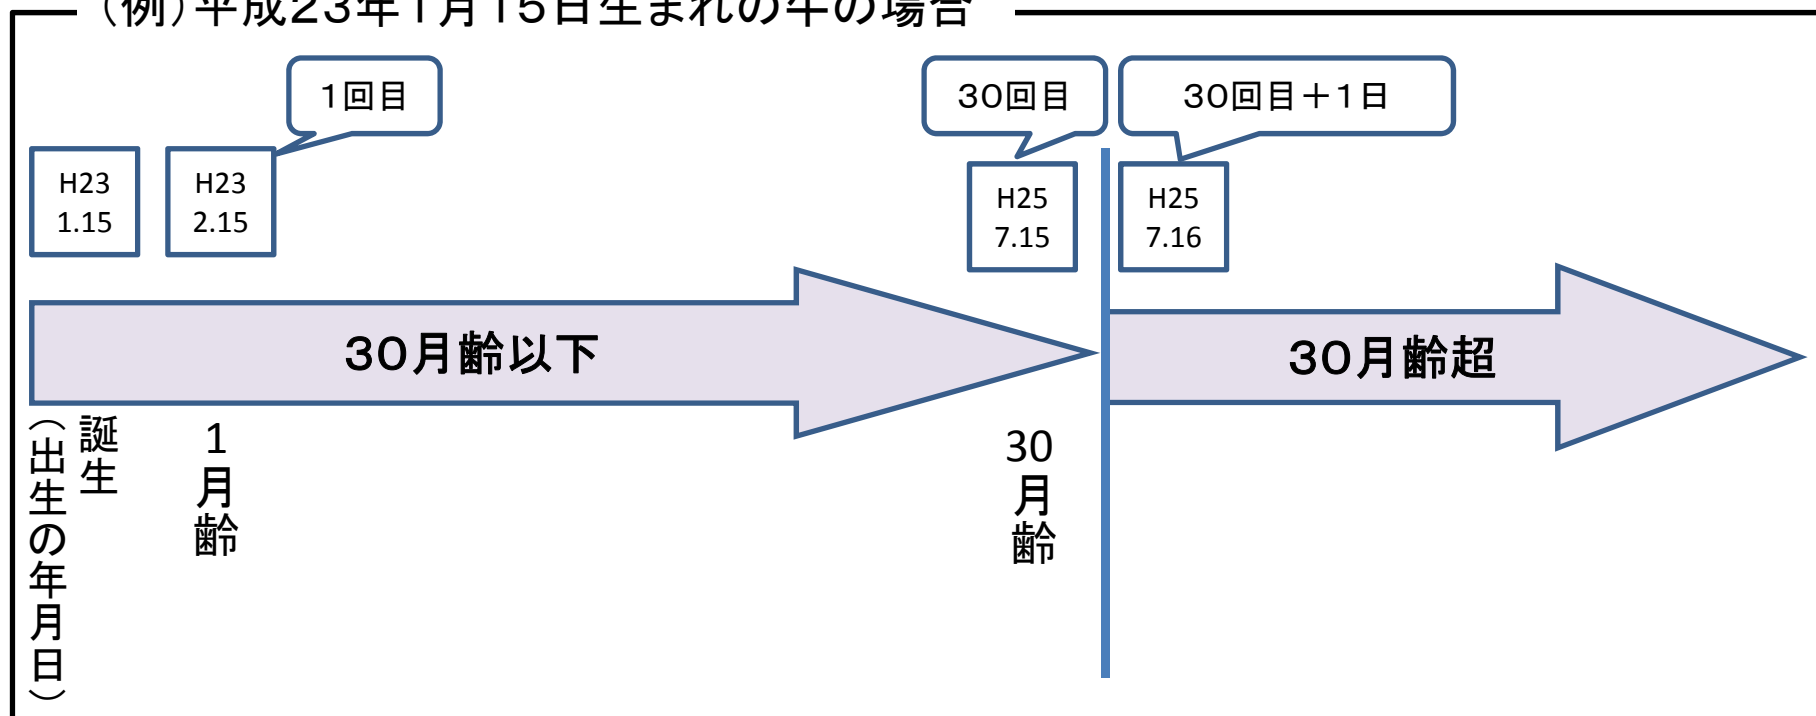 （例）平成２３年１月１５日生まれの牛の場合
１回目
３０回目
３０回目＋１日
H23
1.15
H23
2.15
H25
7.15
H25
7.16
３０月齢以下
３０月齢超
誕生
（出生の年月日）
1月齢
30月齢